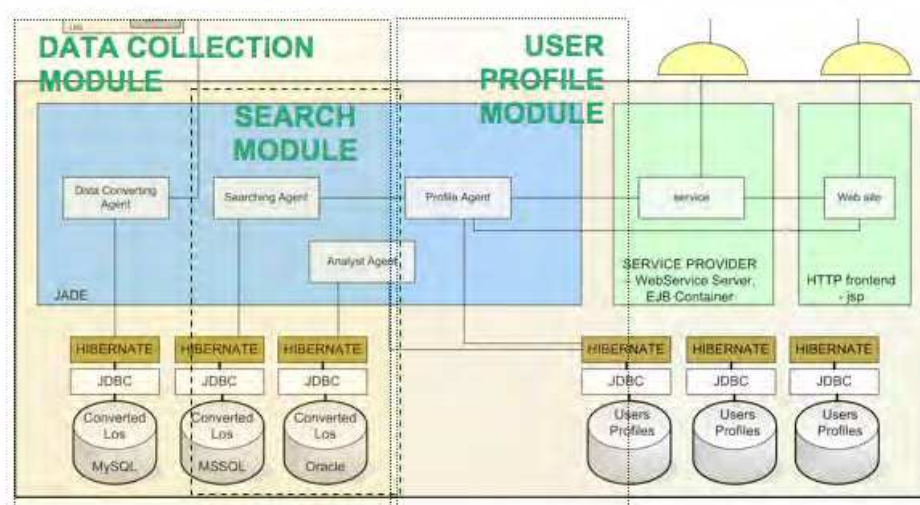 LMS
DATA COLLECTION
MODULE
USER
PROFILE
MODULE
SEARCH
MODULE
Data Converting
Agent
Searching Agent
Profile Agent
service
Web site
Analyst Agent
SERVICE PROVIDER
- WebService Server,
EJB Container
HTTP frontend
- jsp
JADE
HIBERNATE
HIBERNATE
HIBERNATE
HIBERNATE
HIBERNATE
HIBERNATE
JDBC
JDBC
JDBC
JDBC
JDBC
JDBC
Converted
Los
MySQL
Converted
Los
MSSQL
Converted
Los
Oracle
Users
Profiles
Users
Profiles
Users
Profiles